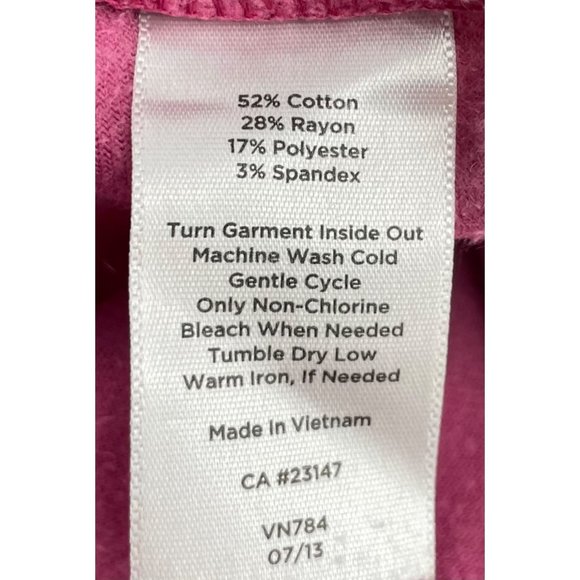 52% Cotton
28% Rayon
17% Polyester
3% Spandex
Turn Garment Inside Out
Machine Wash Cold
Gentle Cycle
Only Non-Chlorine
Bleach When Needed
Tumble Dry Low
Warm Iron, If Needed
Made In Vietnam
CA #23147
VN784
07/13